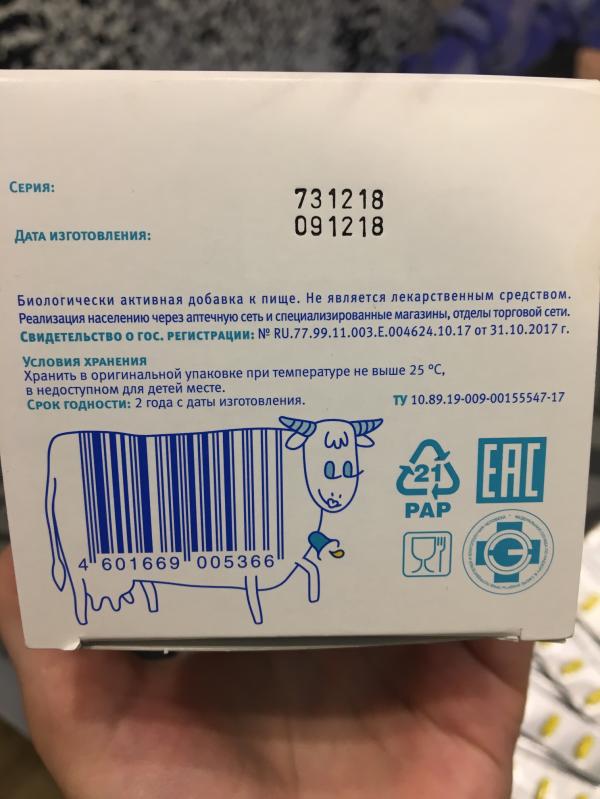 Серия:
731218
091218
Дата изготовления:
Биологически активная добавка к пище. Не является лекарственным средством.
Реализация населению через аптечную сеть и специализированные магазины, отделы торговой сети.
Свидетельство о гос. регистрации: № RU.77.99.11.003.Е.004624.10.17 от 31.10.2017 г.
Условия хранения
Хранить в оригинальной упаковке при температуре не выше 25 °С,
в недоступном для детей месте.
Срок годности: 2 года с даты изготовления.
ТУ 10.89.19-009-00155547-17
21
PAP
EAC
4 601669 005366